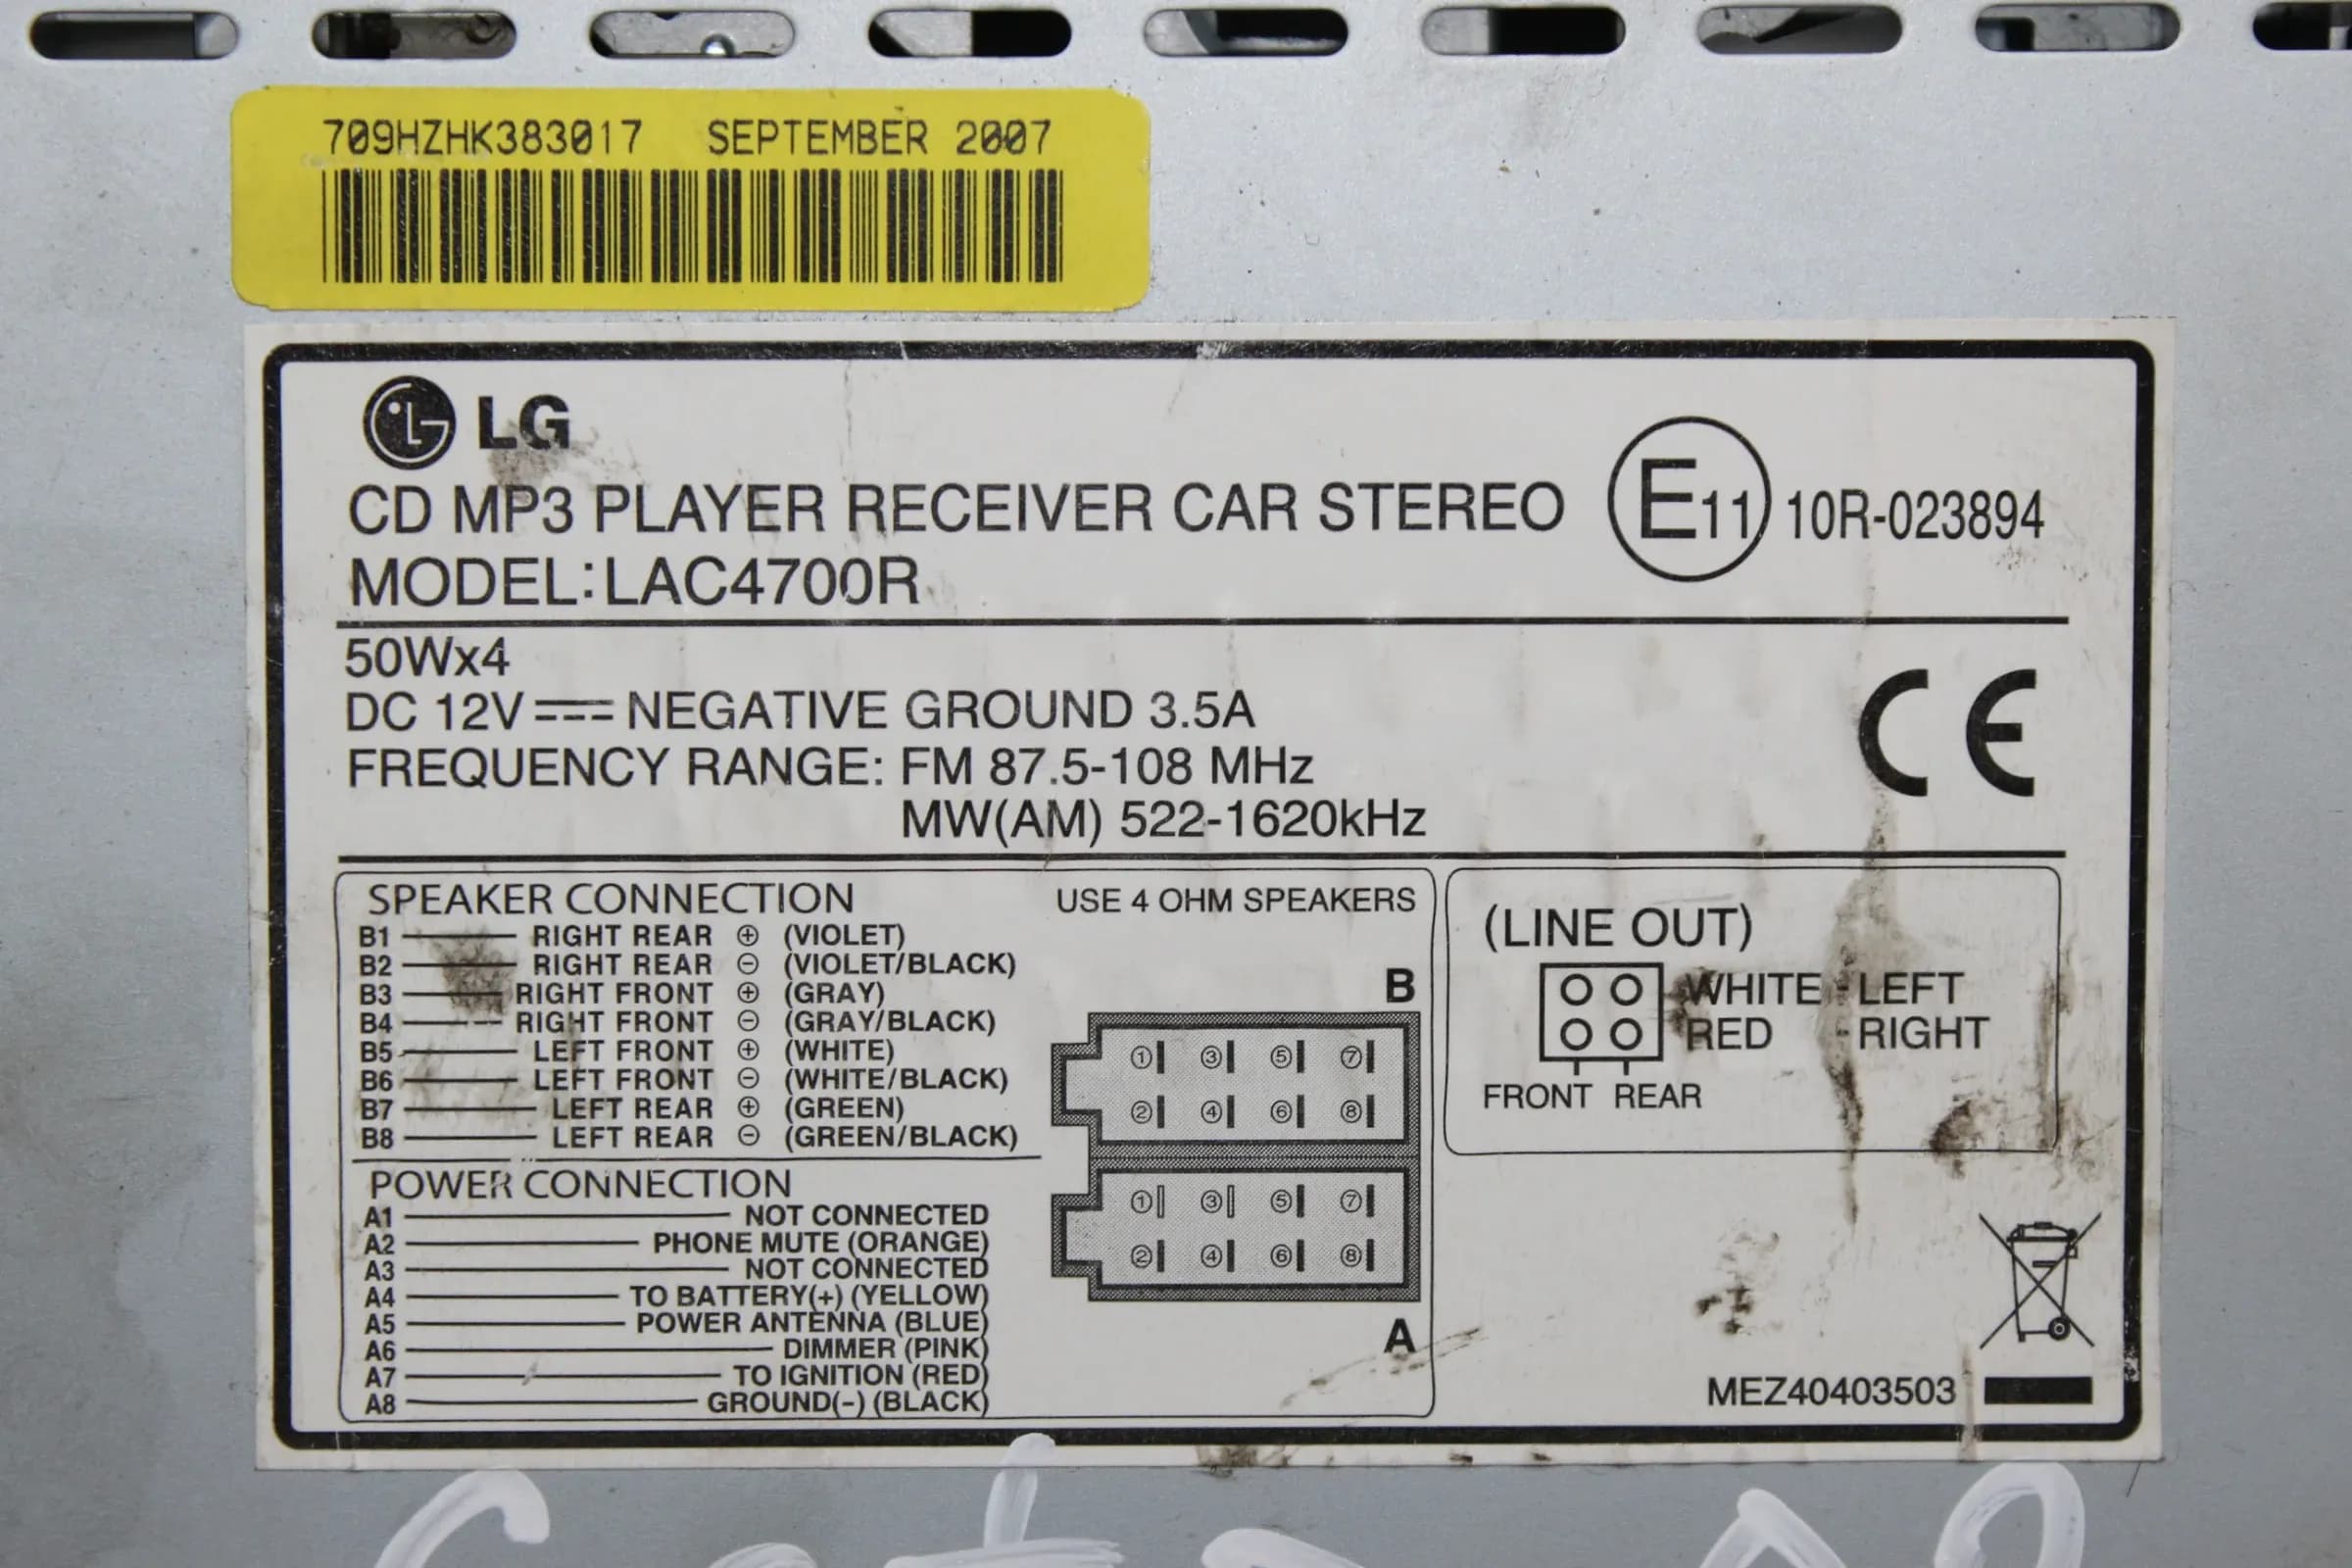 709HZHK383017 SEPTEMBER 2007
LG
CD MP3 PLAYER RECEIVER CAR STEREO E11 10R-023894
MODEL:LAC4700R
50Wx4
DC 12V NEGATIVE GROUND 3.5A
FREQUENCY RANGE: FM 87.5-108 MHz
MW(AM) 522-1620kHz
CE
SPEAKER CONNECTION USE 4 OHM SPEAKERS
B1 RIGHT REAR ⊕ (VIOLET)
B2 RIGHT REAR ⊖ (VIOLET/BLACK)
B3 RIGHT FRONT ⊕ (GRAY)
B4 RIGHT FRONT ⊖ (GRAY/BLACK)
B5 LEFT FRONT ⊕ (WHITE)
B6 LEFT FRONT ⊖ (WHITE/BLACK)
B7 LEFT REAR ⊕ (GREEN)
B8 LEFT REAR ⊖ (GREEN/BLACK)
POWER CONNECTION
A1 NOT CONNECTED
A2 PHONE MUTE (ORANGE)
A3 NOT CONNECTED
A4 TO BATTERY(+) (YELLOW)
A5 POWER ANTENNA (BLUE)
A6 DIMMER (PINK)
A7 TO IGNITION (RED)
A8 GROUND(-) (BLACK)
B
① ③ ⑤ ⑦
② ④ ⑥ ⑧
① ③ ⑤ ⑦
② ④ ⑥ ⑧
A
(LINE OUT)
WHITE - LEFT
RED - RIGHT
FRONT REAR
MEZ40403503